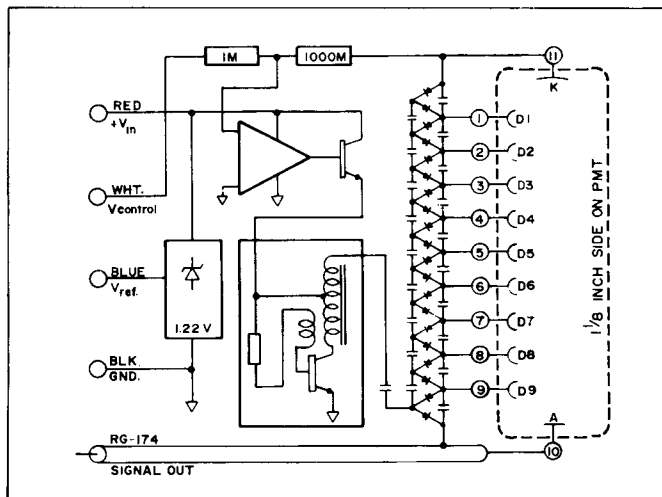 1M
1000M
11
K
RED
+Vin
1
D1
2
D2
WHT.
Vcontrol
3
D3
4
D4
BLUE
Vref.
5
D5
6
D6
1.22 V
7
D7
BLK.
GND.
8
D8
9
D9
1 1/8 INCH SIDE ON PMT
A
10
RG-174
SIGNAL OUT